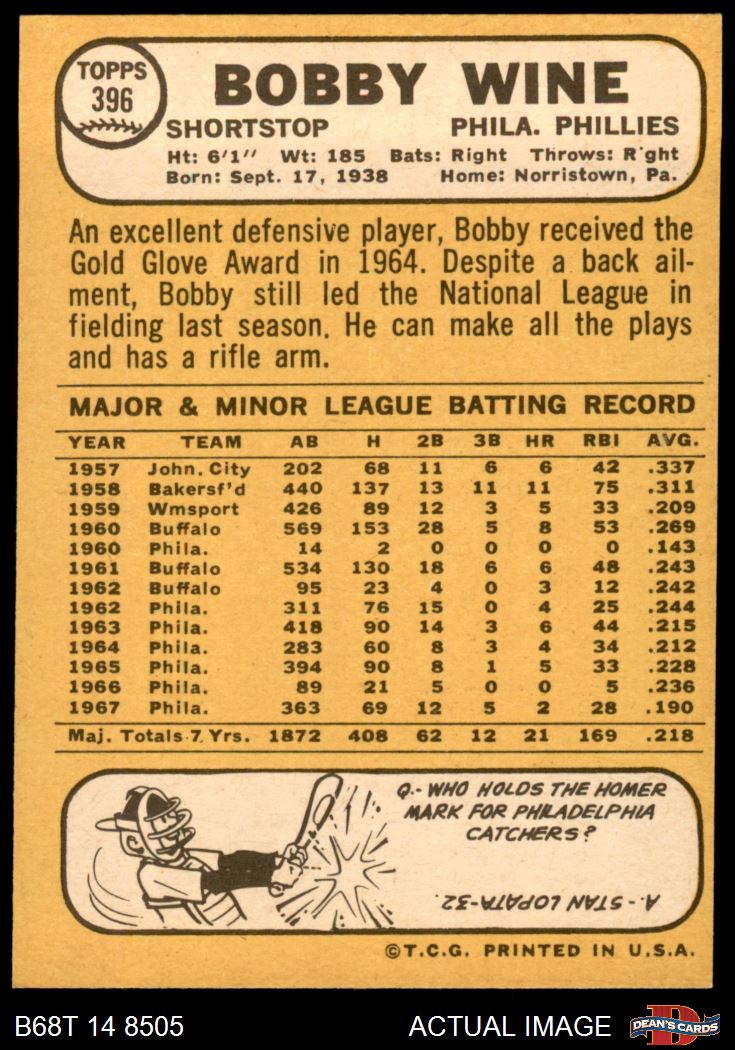 TOPPS
396
BOBBY WINE
SHORTSTOP PHILA. PHILLIES
Ht: 6'1" Wt: 185 Bats: Right Throws: R'ght
Born: Sept. 17, 1938 Home: Norristown, Pa.
An excellent defensive player, Bobby received the
Gold Glove Award in 1964. Despite a back ail-
ment, Bobby still led the National League in
fielding last season. He can make all the plays
and has a rifle arm.
MAJOR & MINOR LEAGUE BATTING RECORD
YEAR TEAM AB H 2B 3B HR RBI AVG.
1957 John. City 202 68 11 6 6 42 .337
1958 Bakersf'd 440 137 13 11 11 75 .311
1959 Wmsport 426 89 12 3 5 33 .209
1960 Buffalo 569 153 28 5 8 53 .269
1960 Phila. 14 2 0 0 0 0 .143
1961 Buffalo 534 130 18 6 6 48 .243
1962 Buffalo 95 23 4 0 3 12 .242
1962 Phila. 311 76 15 0 4 25 .244
1963 Phila. 418 90 14 3 6 44 .215
1964 Phila. 283 60 8 3 4 34 .212
1965 Phila. 394 90 8 1 5 33 .228
1966 Phila. 89 21 5 0 0 5 .236
1967 Phila. 363 69 12 5 2 28 .190
Maj. Totals 7 Yrs. 1872 408 62 12 21 169 .218
Q.- WHO HOLDS THE HOMER
MARK FOR PHILADELPHIA
CATCHERS?
A.- STAN LOPATA-32.
©T.C.G. PRINTED IN U.S.A.
B68T 14 8505 ACTUAL IMAGE DEAN'S CARDS